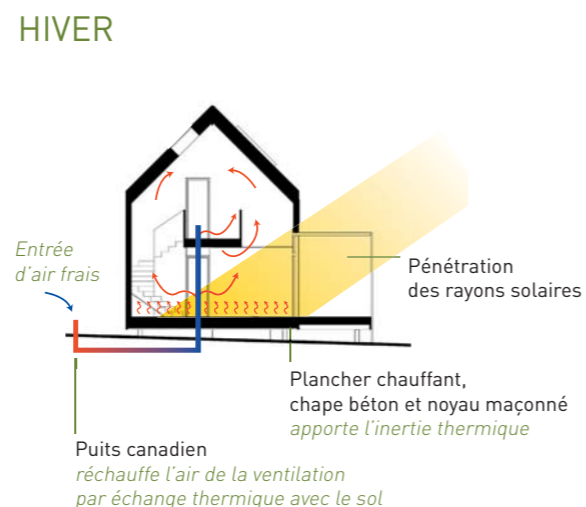 HIVER
Entrée
d'air frais
Pénétration
des rayons solaires
Plancher chauffant,
chape béton et noyau maçonné
apporte l'inertie thermique
Puits canadien
réchauffe l'air de la ventilation
par échange thermique avec le sol